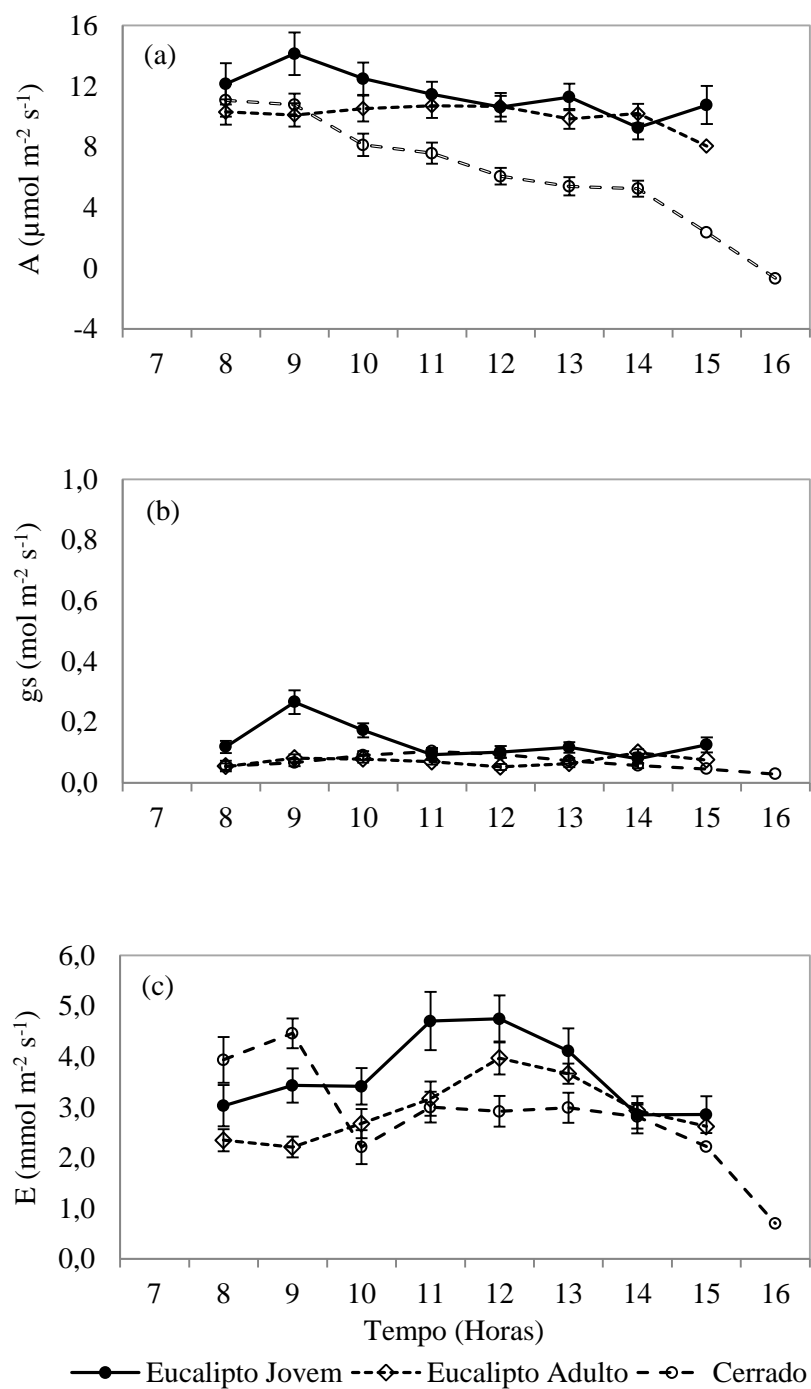 (a)
A (µmol m-2 s-1)
16
12
8
4
0
-4
7 8 9 10 11 12 13 14 15 16
(b)
gs (mol m-2 s-1)
1,0
0,8
0,6
0,4
0,2
0,0
7 8 9 10 11 12 13 14 15 16
(c)
E (mmol m-2 s-1)
6,0
5,0
4,0
3,0
2,0
1,0
0,0
7 8 9 10 11 12 13 14 15 16
Tempo (Horas)
Eucalipto Jovem Eucalipto Adulto Cerrado